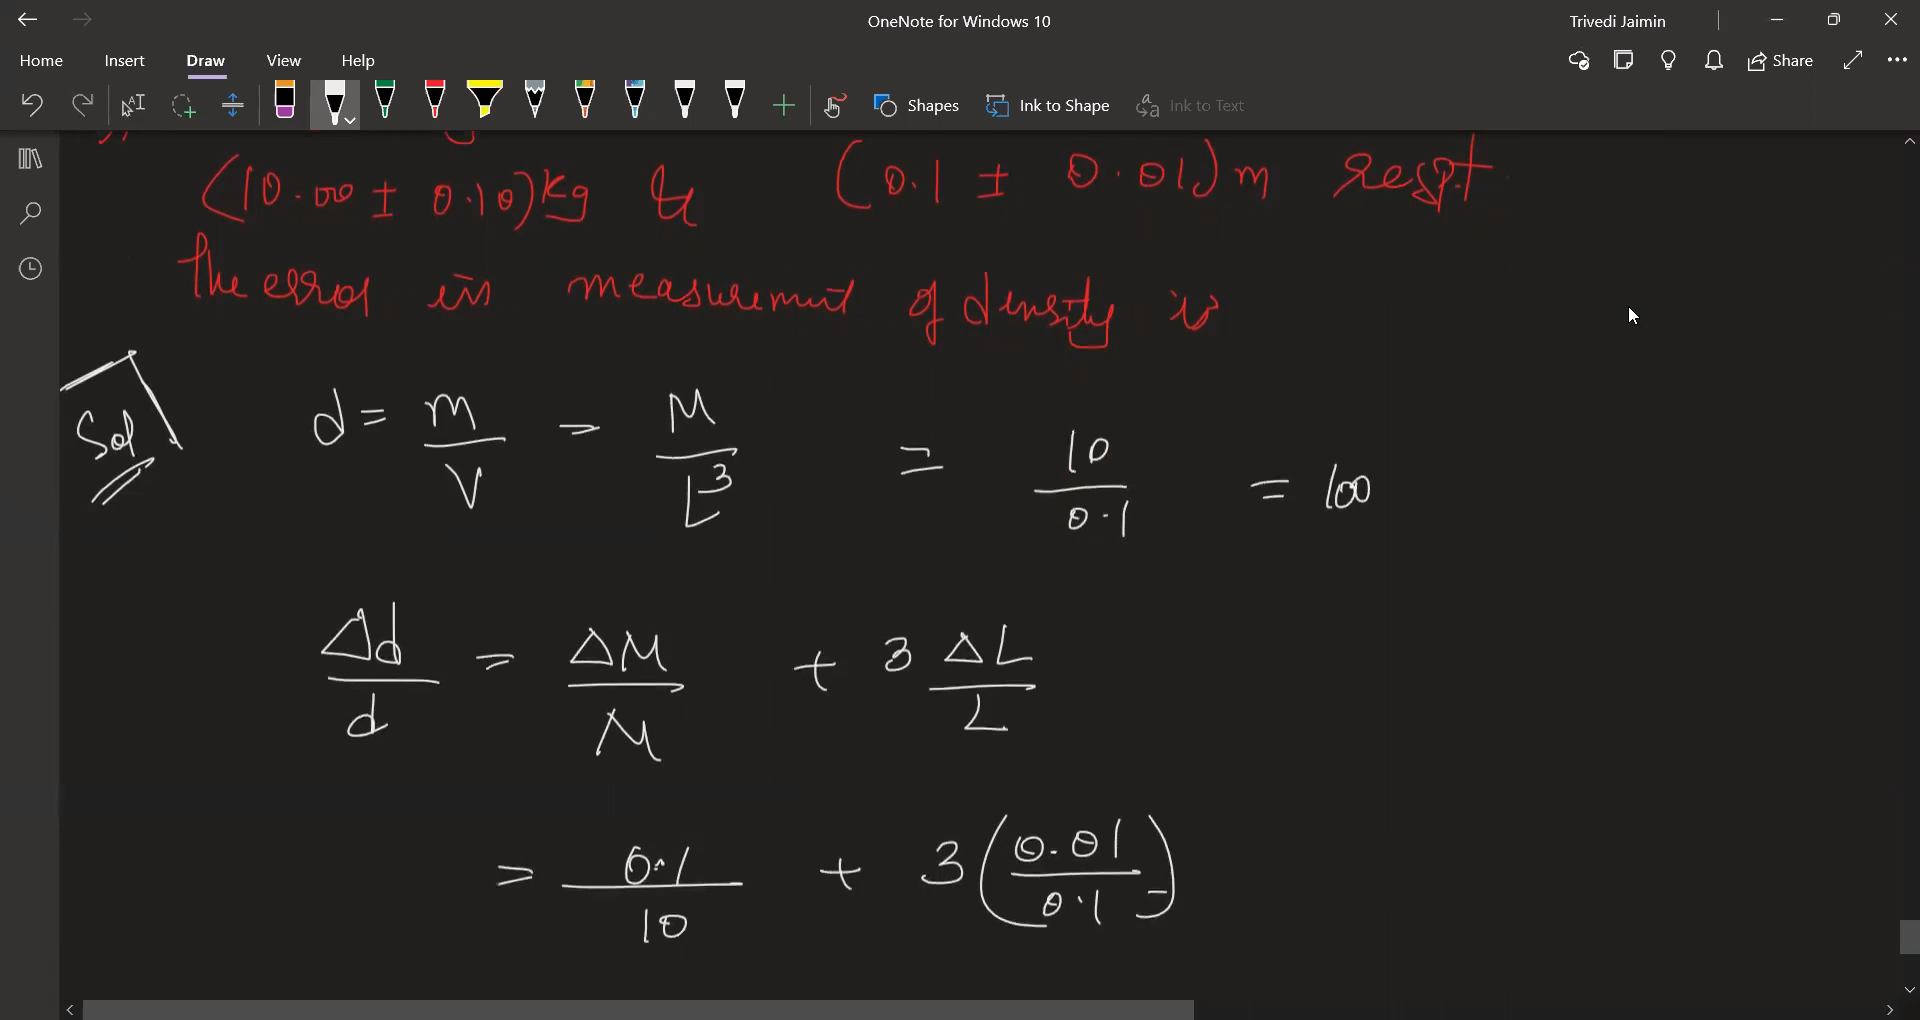 OneNote for Windows 10
Trivedi Jaimin
Home Insert Draw View Help
Share
Shapes Ink to Shape Ink to Text
(10.00 ± 0.10) kg & (0.1 ± 0.01) m respt
the error in measurement of density is
Sol
d = m/V = M/L³ = 10/0.1 = 100
Δd/d = ΔM/M + 3 ΔL/L
= 0.1/10 + 3 (0.01/0.1)